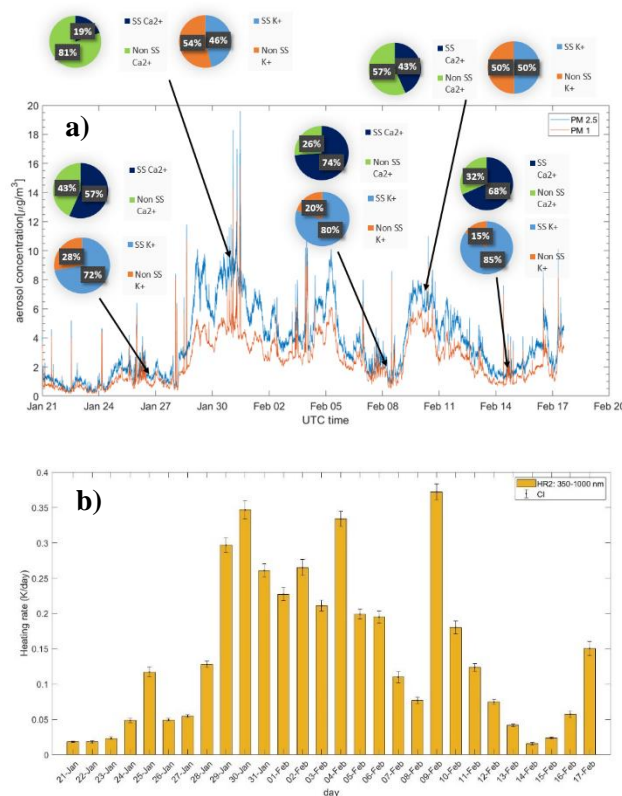 SS Ca2+
Non SS
Ca2+
19%
81%
SS K+
Non SS
K+
54%
46%
SS
Ca2+
Non SS
Ca2+
57%
43%
SS K+
Non SS
K+
50%
50%
a)
PM 2.5
PM 1
SS Ca2+
Non SS
Ca2+
43%
57%
SS K+
Non SS
K+
28%
72%
SS Ca2+
Non SS
Ca2+
26%
74%
SS K+
Non SS
K+
20%
80%
SS
Ca2+
Non SS
Ca2+
32%
68%
SS K+
Non SS
K+
15%
85%
aerosol concentration[μg/m³]
20
18
16
14
12
10
8
6
4
2
0
Jan 21
Jan 24
Jan 27
Jan 30
Feb 02
Feb 05
Feb 08
Feb 11
Feb 14
Feb 17
Feb 20
UTC time
b)
HR2: 350-1000 nm
CI
Heating rate (K/day)
0.4
0.35
0.3
0.25
0.2
0.15
0.1
0.05
0
21-Jan
22-Jan
23-Jan
24-Jan
25-Jan
26-Jan
27-Jan
28-Jan
29-Jan
30-Jan
31-Jan
01-Feb
02-Feb
03-Feb
04-Feb
05-Feb
06-Feb
07-Feb
08-Feb
09-Feb
10-Feb
11-Feb
12-Feb
13-Feb
14-Feb
15-Feb
16-Feb
17-Feb
day